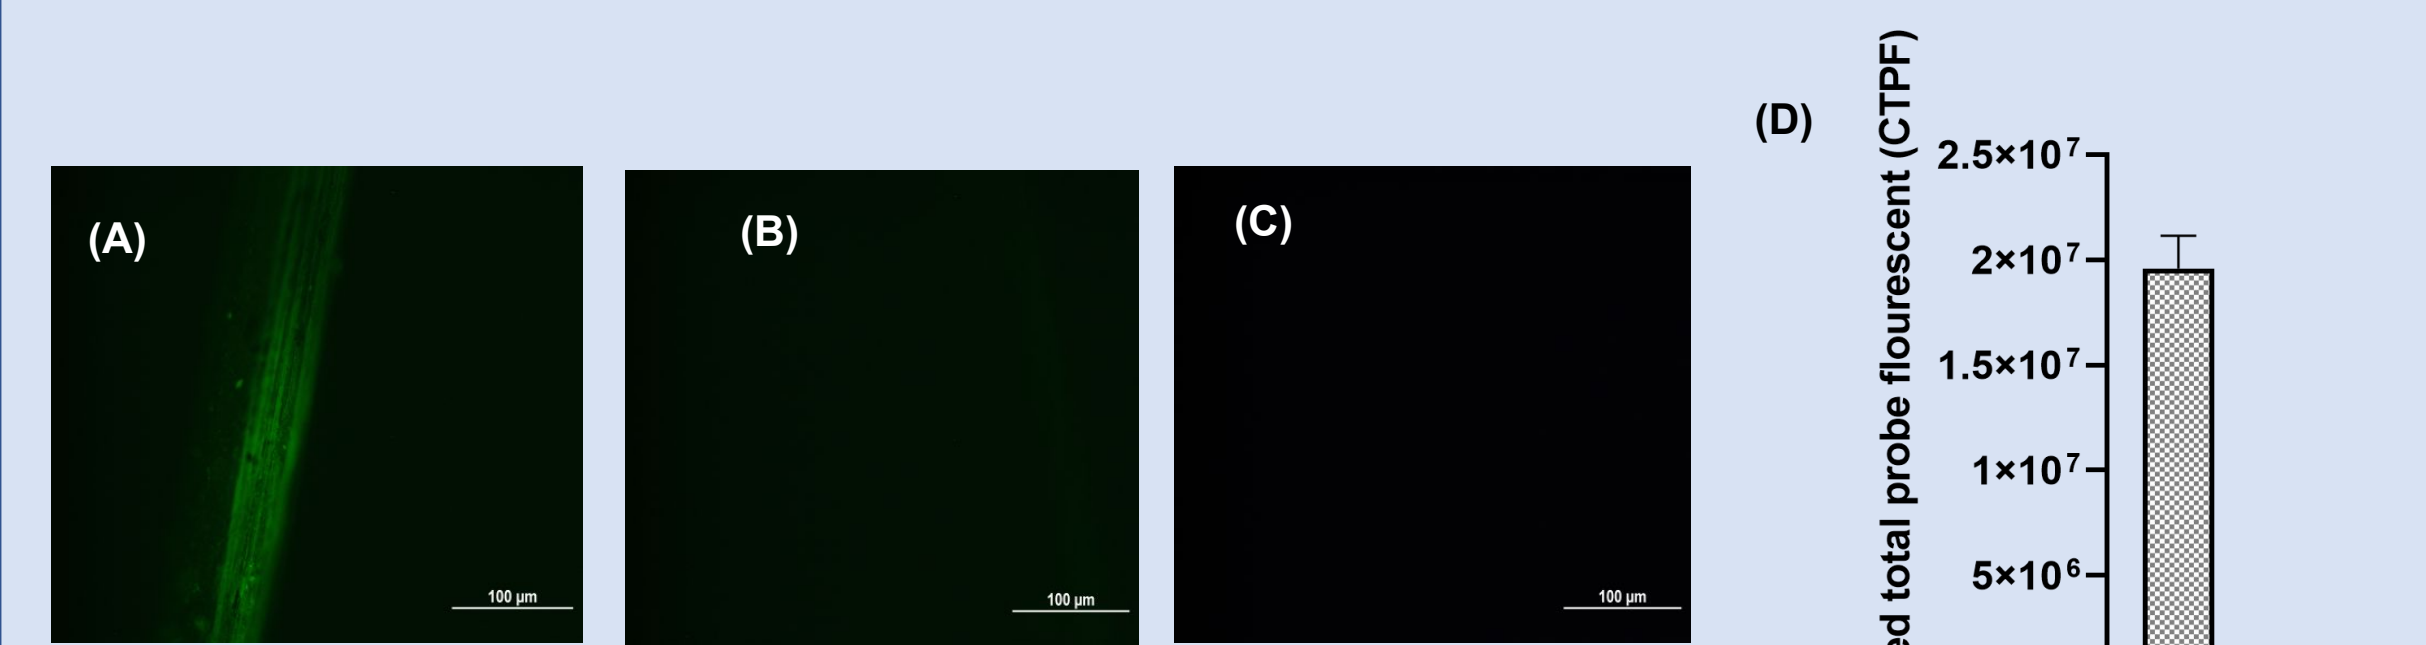 (A)
100 µm
(B)
100 µm
(C)
100 µm
(D)
total probe flourescent (CTPF)
2.5×10⁷
2×10⁷
1.5×10⁷
1×10⁷
5×10⁶